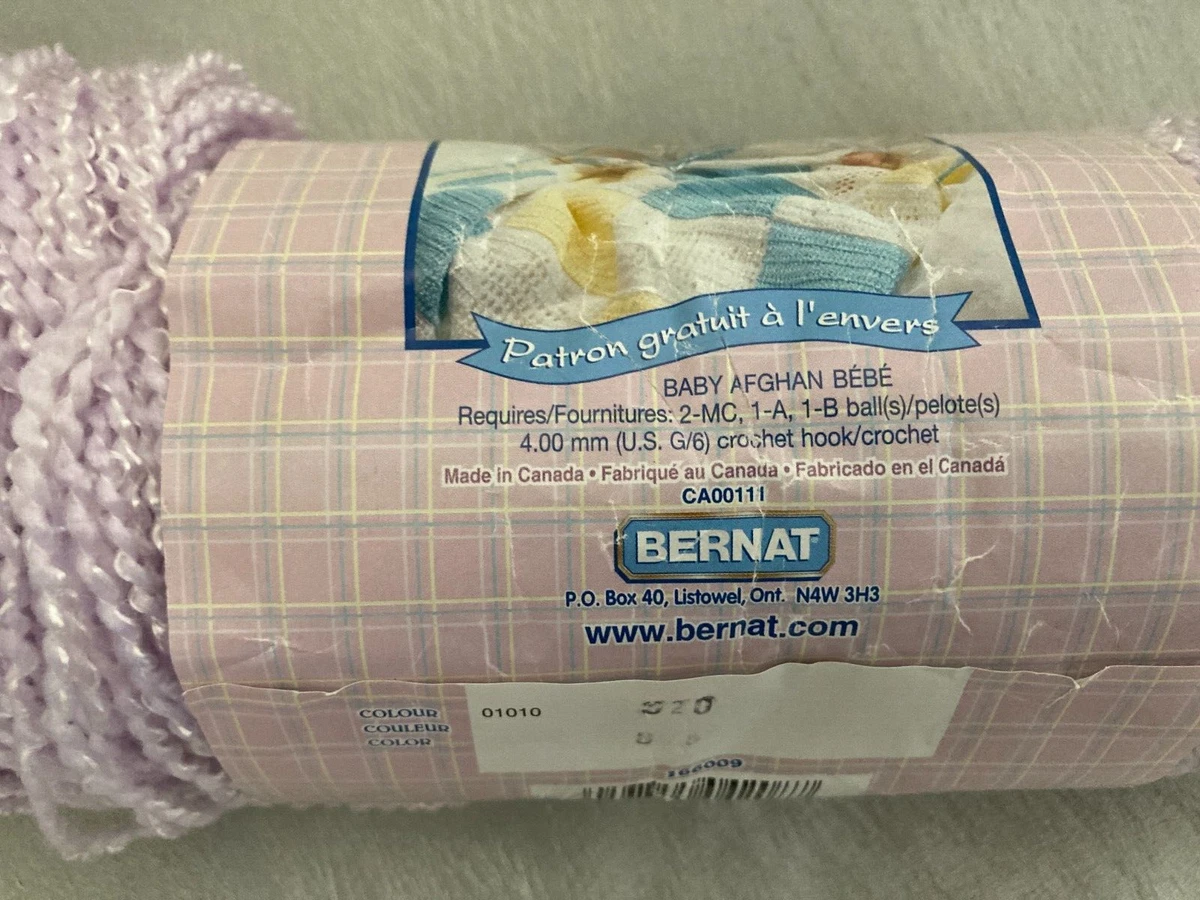 Patron gratuit à l'envers
BABY AFGHAN BÉBÉ
Requires/Fournitures: 2-MC, 1-A, 1-B ball(s)/pelote(s)
4.00 mm (U.S. G/6) crochet hook/crochet
Made in Canada • Fabriqué au Canada • Fabricado en el Canadá
CA00111
BERNAT
P.O. Box 40, Listowel, Ont. N4W 3H3
www.bernat.com
COLOUR 01010
COULEUR
COLOR
166009